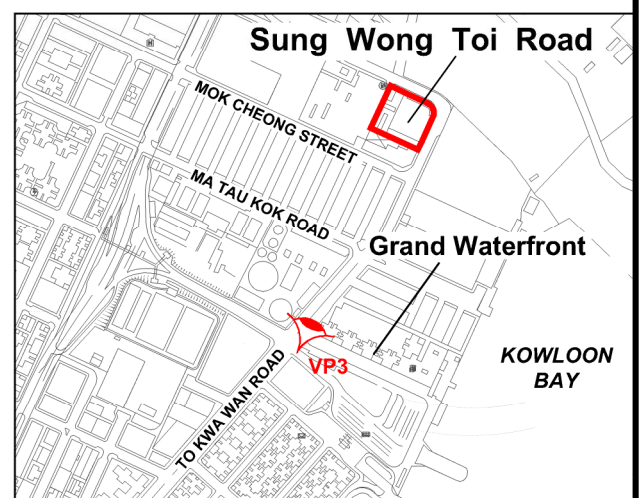 Sung Wong Toi Road
MOK CHEONG STREET
MA TAU KOK ROAD
Grand Waterfront
VP3
KOWLOON
BAY
TO KWA WAN ROAD